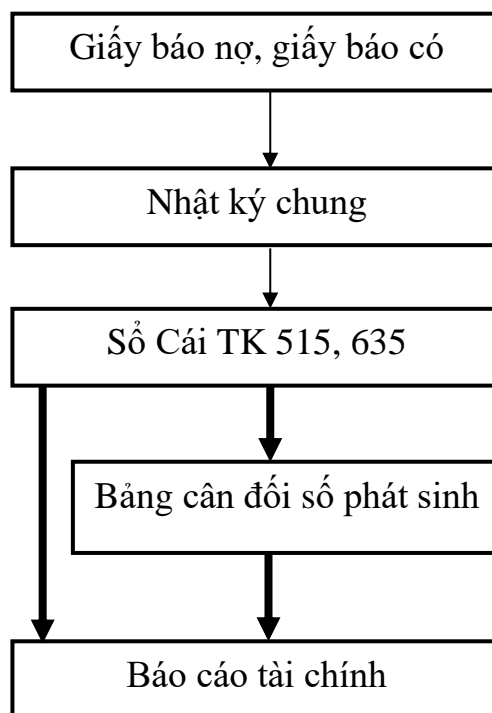 Giấy báo nợ, giấy báo có
Nhật ký chung
Sổ Cái TK 515, 635
Bảng cân đối số phát sinh
Báo cáo tài chính